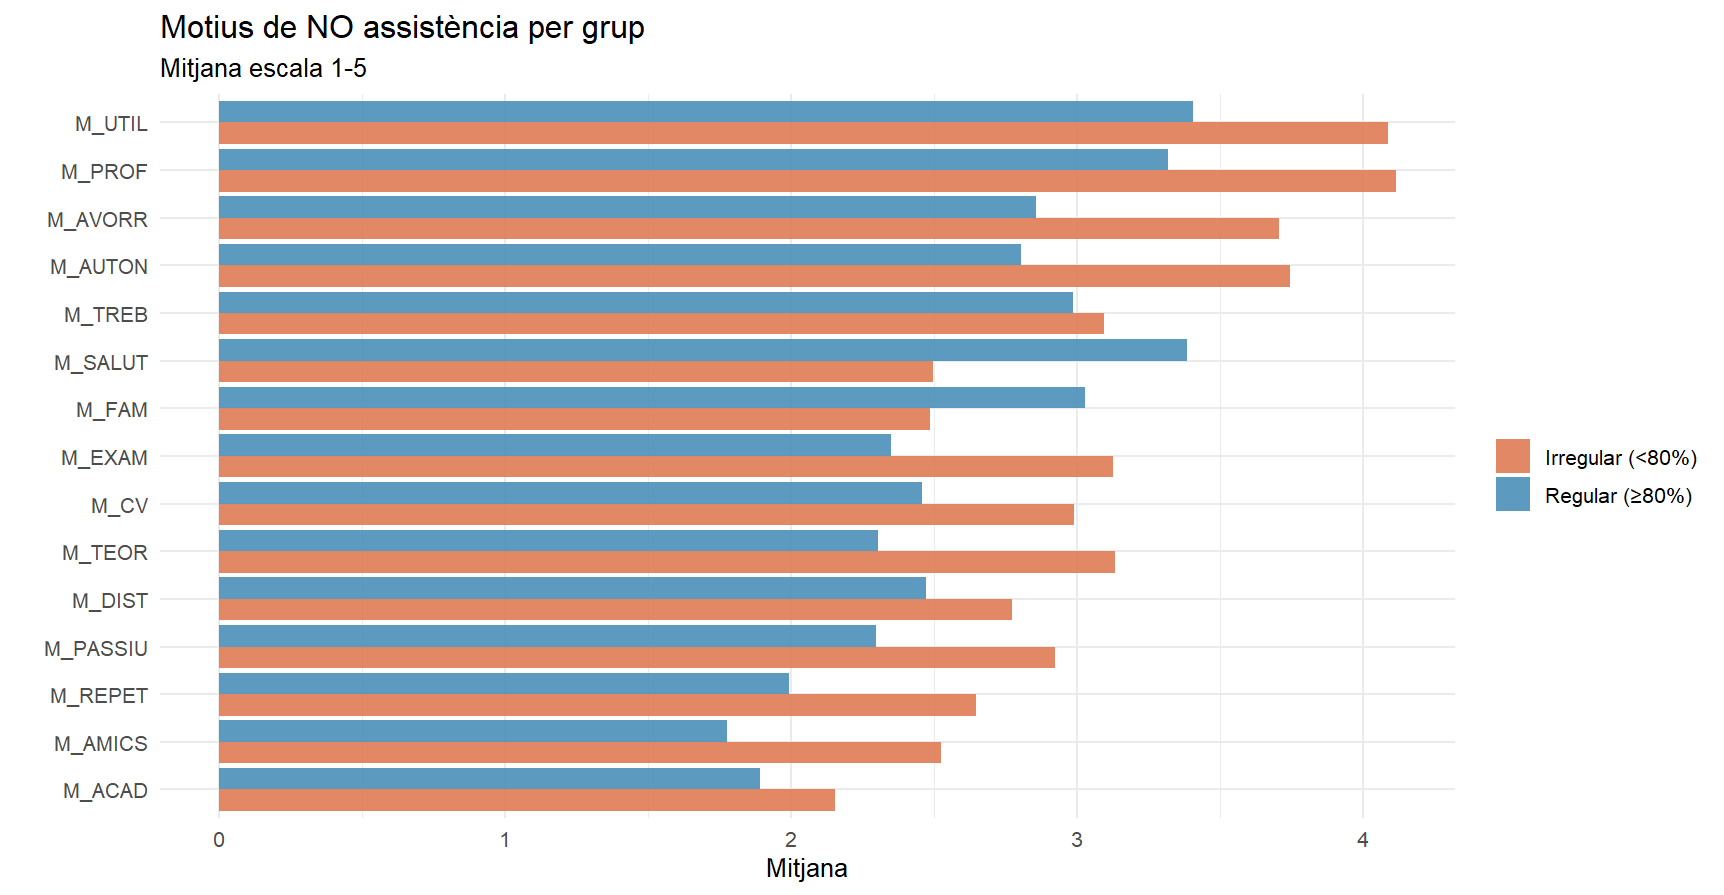 Motius de NO assistència per grup
Mitjana escala 1-5
M_UTIL
M_PROF
M_AVORR
M_AUTON
M_TREB
M_SALUT
M_FAM
M_EXAM
M_CV
M_TEOR
M_DIST
M_PASSIU
M_REPET
M_AMICS
M_ACAD
0 1 2 3 4
Mitjana
Irregular (<80%)
Regular (≥80%)